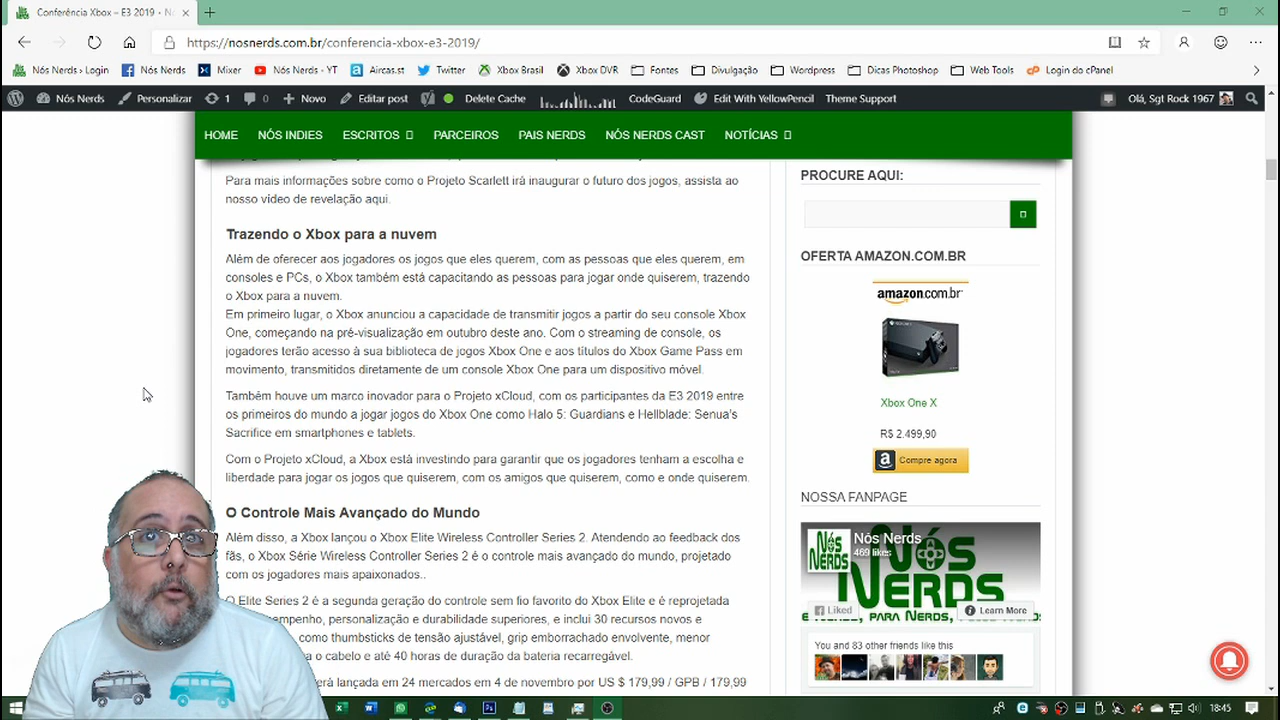 Conferência Xbox – E3 2019 • N
https://nosnerds.com.br/conferencia-xbox-e3-2019/
Nós Nerds › Login
Nós Nerds
Mixer
Nós Nerds - YT
Aircas.st
Twitter
Xbox Brasil
Xbox DVR
Fontes
Divulgação
Wordpress
Dicas Photoshop
Web Tools
Login do cPanel
Nós Nerds
Personalizar
1
0
Novo
Editar post
Delete Cache
CodeGuard
Edit With YellowPencil
Theme Support
Olá, Sgt Rock 1967
HOME
NÓS INDIES
ESCRITOS
PARCEIROS
PAIS NERDS
NÓS NERDS CAST
NOTÍCIAS
Para mais informações sobre como o Projeto Scarlett irá inaugurar o futuro dos jogos, assista ao
nosso vídeo de revelação aqui.
Trazendo o Xbox para a nuvem
Além de oferecer aos jogadores os jogos que eles querem, com as pessoas que eles querem, em
consoles e PCs, o Xbox também está capacitando as pessoas para jogar onde quiserem, trazendo
o Xbox para a nuvem.
Em primeiro lugar, o Xbox anunciou a capacidade de transmitir jogos a partir do seu console Xbox
One, começando na pré-visualização em outubro deste ano. Com o streaming de console, os
jogadores terão acesso à sua biblioteca de jogos Xbox One e aos títulos do Xbox Game Pass em
movimento, transmitidos diretamente de um console Xbox One para um dispositivo móvel.
Também houve um marco inovador para o Projeto xCloud, com os participantes da E3 2019 entre
os primeiros do mundo a jogar jogos do Xbox One como Halo 5: Guardians e Hellblade: Senua's
Sacrifice em smartphones e tablets.
Com o Projeto xCloud, a Xbox está investindo para garantir que os jogadores tenham a escolha e
liberdade para jogar os jogos que quiserem, com os amigos que quiserem, como e onde quiserem.
O Controle Mais Avançado do Mundo
Além disso, a Xbox lançou o Xbox Elite Wireless Controller Series 2. Atendendo ao feedback dos
fãs, o Xbox Série Wireless Controller Series 2 é o controle mais avançado do mundo, projetado
com os jogadores mais apaixonados..
O Elite Series 2 é a segunda geração do controle sem fio favorito do Xbox Elite e é reprojetada
empenho, personalização e durabilidade superiores, e inclui 30 recursos novos e
como thumbsticks de tensão ajustável, grip emborrachado envolvente, menor
a o cabelo e até 40 horas de duração da bateria recarregável.
erá lançada em 24 mercados em 4 de novembro por US $ 179,99 / GPB / 179,99
PROCURE AQUI:
OFERTA AMAZON.COM.BR
amazon.com.br
Xbox One X
R$ 2.499,90
Compre agora
NOSSA FANPAGE
Nós Nerds
469 likes
NÓS
NERDS
Nós
NERDS
E NERDS, PARA NERDS,
Liked
Learn More
You and 83 other friends like this
18:45